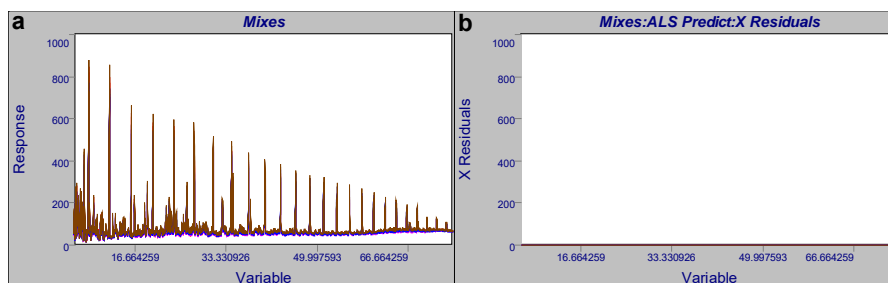 a
Mixes
1000
800
600
400
200
0
Response
16.664259
33.330926
49.997593
66.664259
Variable
b
Mixes:ALS Predict:X Residuals
1000
800
600
400
200
0
X Residuals
16.664259
33.330926
49.997593
66.664259
Variable